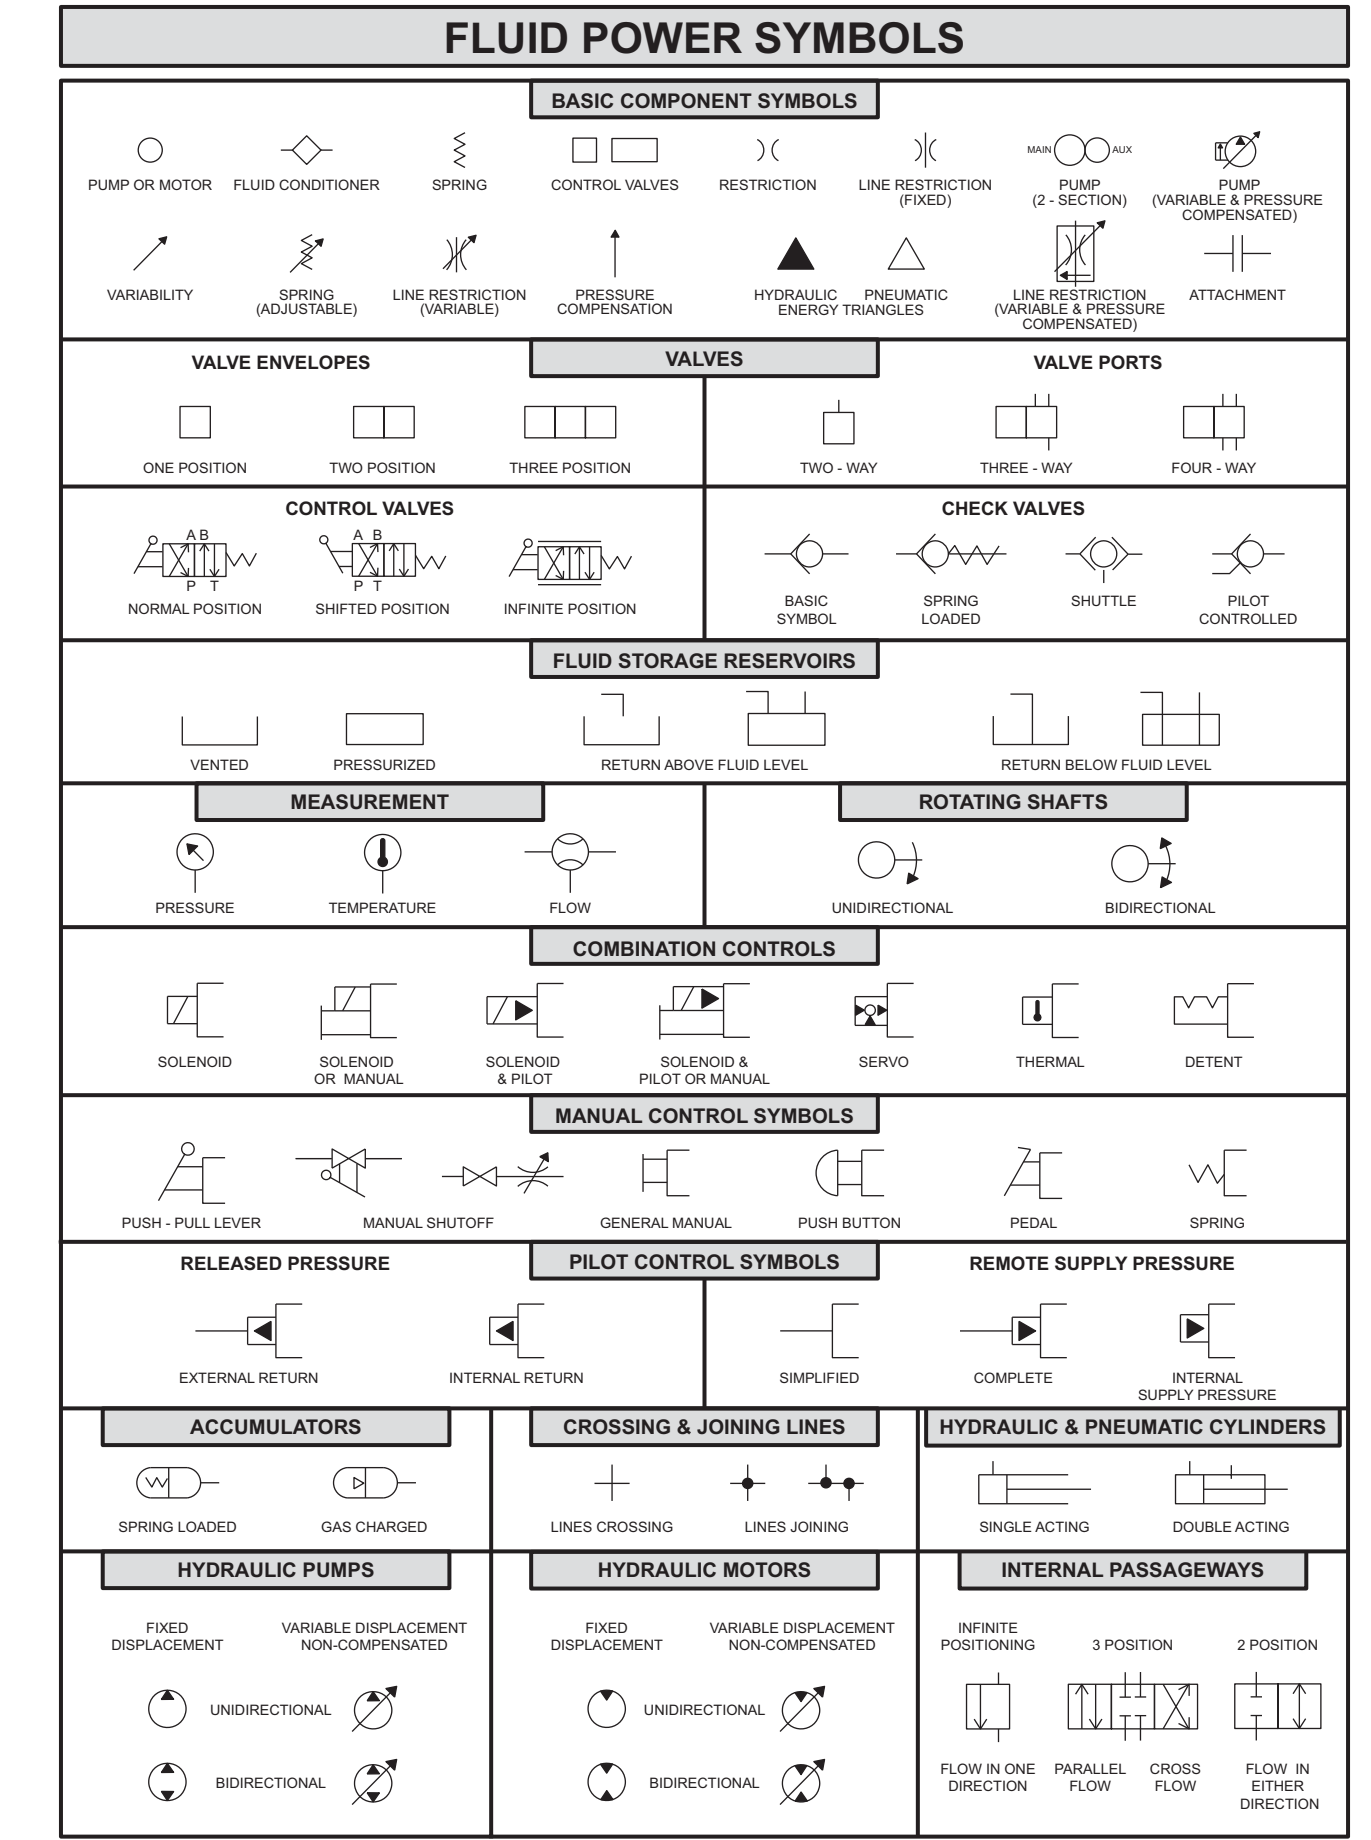 FLUID POWER SYMBOLS
BASIC COMPONENT SYMBOLS
MAIN AUX
PUMP OR MOTOR FLUID CONDITIONER SPRING CONTROL VALVES RESTRICTION LINE RESTRICTION PUMP PUMP
(FIXED) (2 - SECTION) (VARIABLE & PRESSURE
COMPENSATED)
VARIABILITY SPRING LINE RESTRICTION PRESSURE HYDRAULIC PNEUMATIC LINE RESTRICTION ATTACHMENT
(ADJUSTABLE) (VARIABLE) COMPENSATION ENERGY TRIANGLES (VARIABLE & PRESSURE
COMPENSATED)
VALVES
VALVE ENVELOPES VALVE PORTS
ONE POSITION TWO POSITION THREE POSITION TWO - WAY THREE - WAY FOUR - WAY
CONTROL VALVES
A B A B
P T P T
NORMAL POSITION SHIFTED POSITION INFINITE POSITION
CHECK VALVES
BASIC SPRING SHUTTLE PILOT
SYMBOL LOADED CONTROLLED
FLUID STORAGE RESERVOIRS
VENTED PRESSURIZED RETURN ABOVE FLUID LEVEL RETURN BELOW FLUID LEVEL
MEASUREMENT
PRESSURE TEMPERATURE FLOW
ROTATING SHAFTS
UNIDIRECTIONAL BIDIRECTIONAL
COMBINATION CONTROLS
SOLENOID SOLENOID SOLENOID SOLENOID & SERVO THERMAL DETENT
OR MANUAL & PILOT PILOT OR MANUAL
MANUAL CONTROL SYMBOLS
PUSH - PULL LEVER MANUAL SHUTOFF GENERAL MANUAL PUSH BUTTON PEDAL SPRING
PILOT CONTROL SYMBOLS
RELEASED PRESSURE REMOTE SUPPLY PRESSURE
EXTERNAL RETURN INTERNAL RETURN SIMPLIFIED COMPLETE INTERNAL
SUPPLY PRESSURE
ACCUMULATORS
SPRING LOADED GAS CHARGED
CROSSING & JOINING LINES
LINES CROSSING LINES JOINING
HYDRAULIC & PNEUMATIC CYLINDERS
SINGLE ACTING DOUBLE ACTING
HYDRAULIC PUMPS
FIXED VARIABLE DISPLACEMENT
DISPLACEMENT NON-COMPENSATED
UNIDIRECTIONAL
BIDIRECTIONAL
HYDRAULIC MOTORS
FIXED VARIABLE DISPLACEMENT
DISPLACEMENT NON-COMPENSATED
UNIDIRECTIONAL
BIDIRECTIONAL
INTERNAL PASSAGEWAYS
INFINITE
POSITIONING 3 POSITION 2 POSITION
FLOW IN ONE PARALLEL CROSS FLOW IN
DIRECTION FLOW FLOW EITHER
DIRECTION